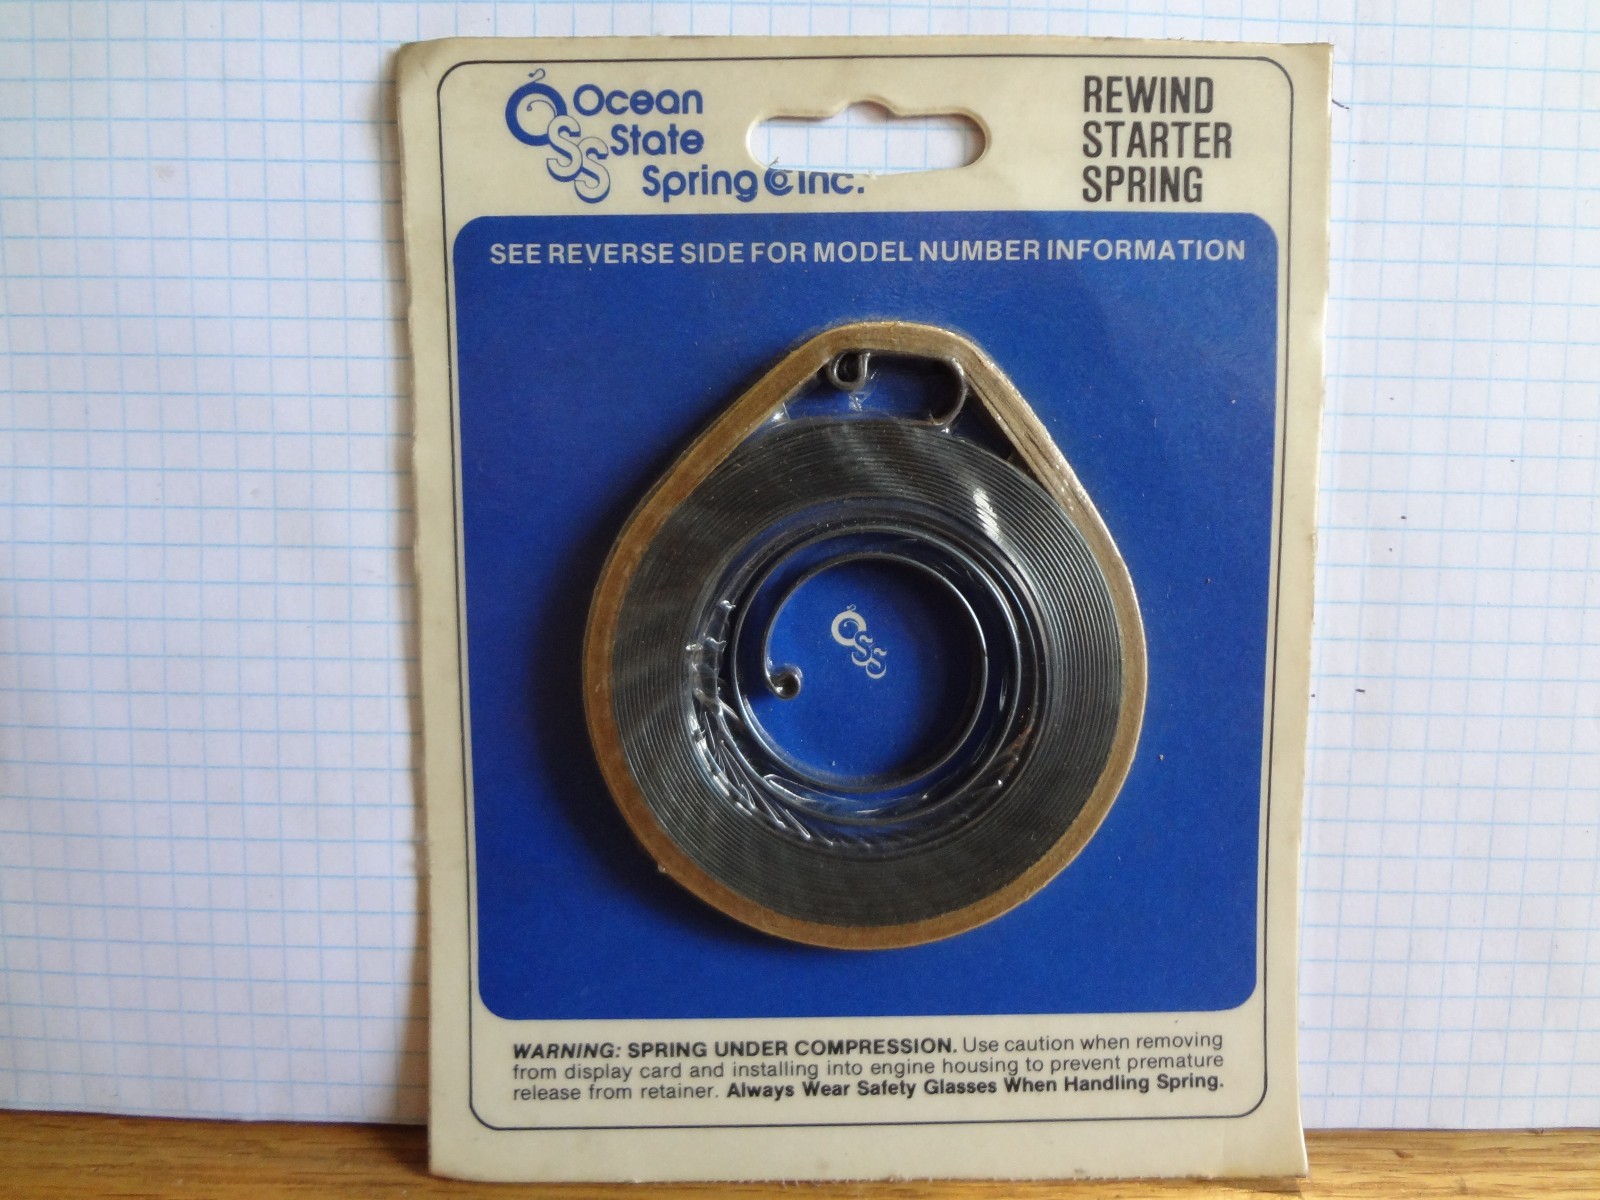 OSS
Ocean
State
Spring Co Inc.
REWIND
STARTER
SPRING
SEE REVERSE SIDE FOR MODEL NUMBER INFORMATION
OSS
WARNING: SPRING UNDER COMPRESSION. Use caution when removing
from display card and installing into engine housing to prevent premature
release from retainer. Always Wear Safety Glasses When Handling Spring.